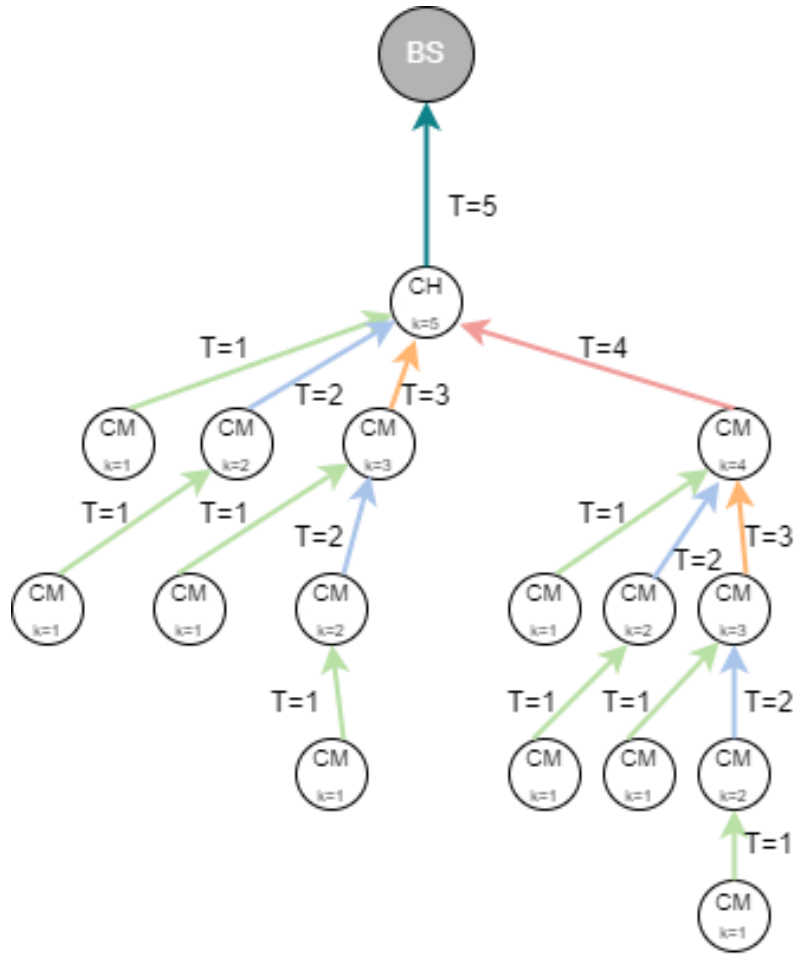 BS
T=5
CH
k=5
T=1
T=4
T=2
T=3
CM
k=1
CM
k=2
CM
k=3
CM
k=4
T=1
T=1
T=2
T=1
T=2
T=3
CM
k=1
CM
k=1
CM
k=2
CM
k=1
CM
k=2
CM
k=3
T=1
T=1
T=1
T=2
CM
k=1
CM
k=1
CM
k=1
CM
k=2
T=1
CM
k=1